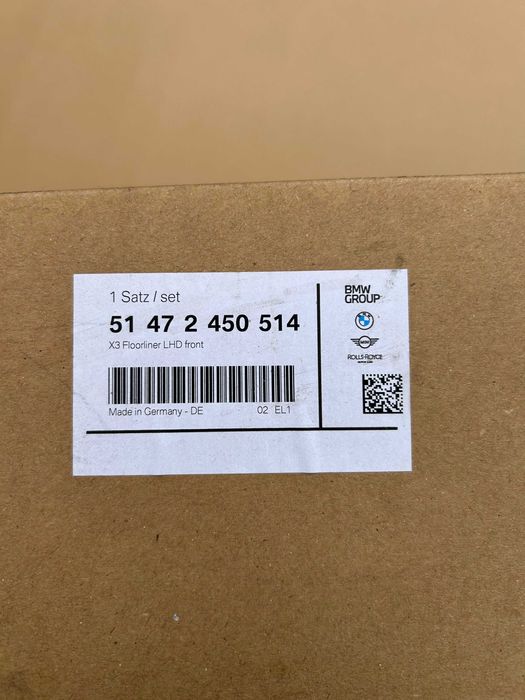 1 Satz / set
51 47 2 450 514
X3 Floorliner LHD front
Made in Germany - DE 02 EL1
BMW
GROUP
MINI
ROLLS-ROYCE